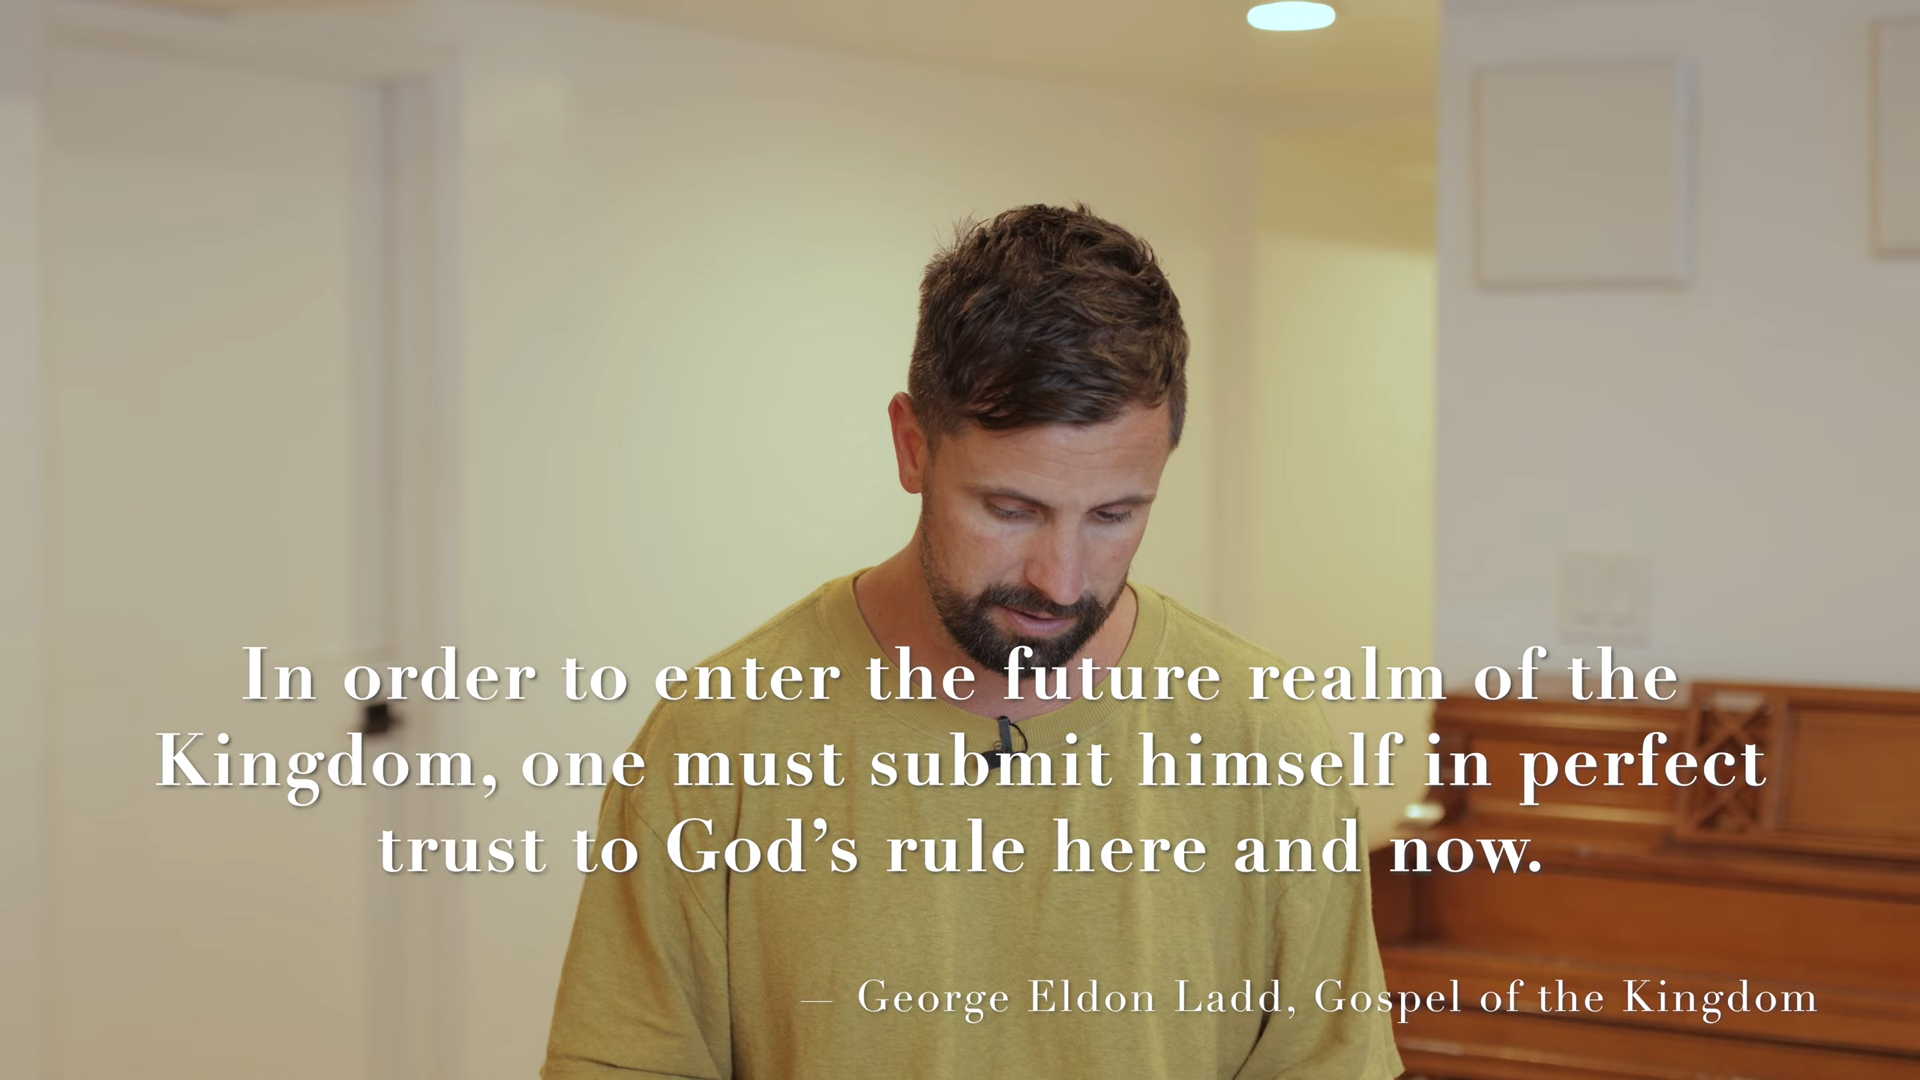 In order to enter the future realm of the
Kingdom, one must submit himself in perfect
trust to God’s rule here and now.
— George Eldon Ladd, Gospel of the Kingdom